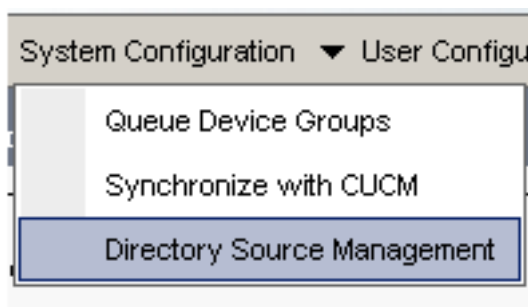 System Configuration ▼ User Configu
Queue Device Groups
Synchronize with CUCM
Directory Source Management